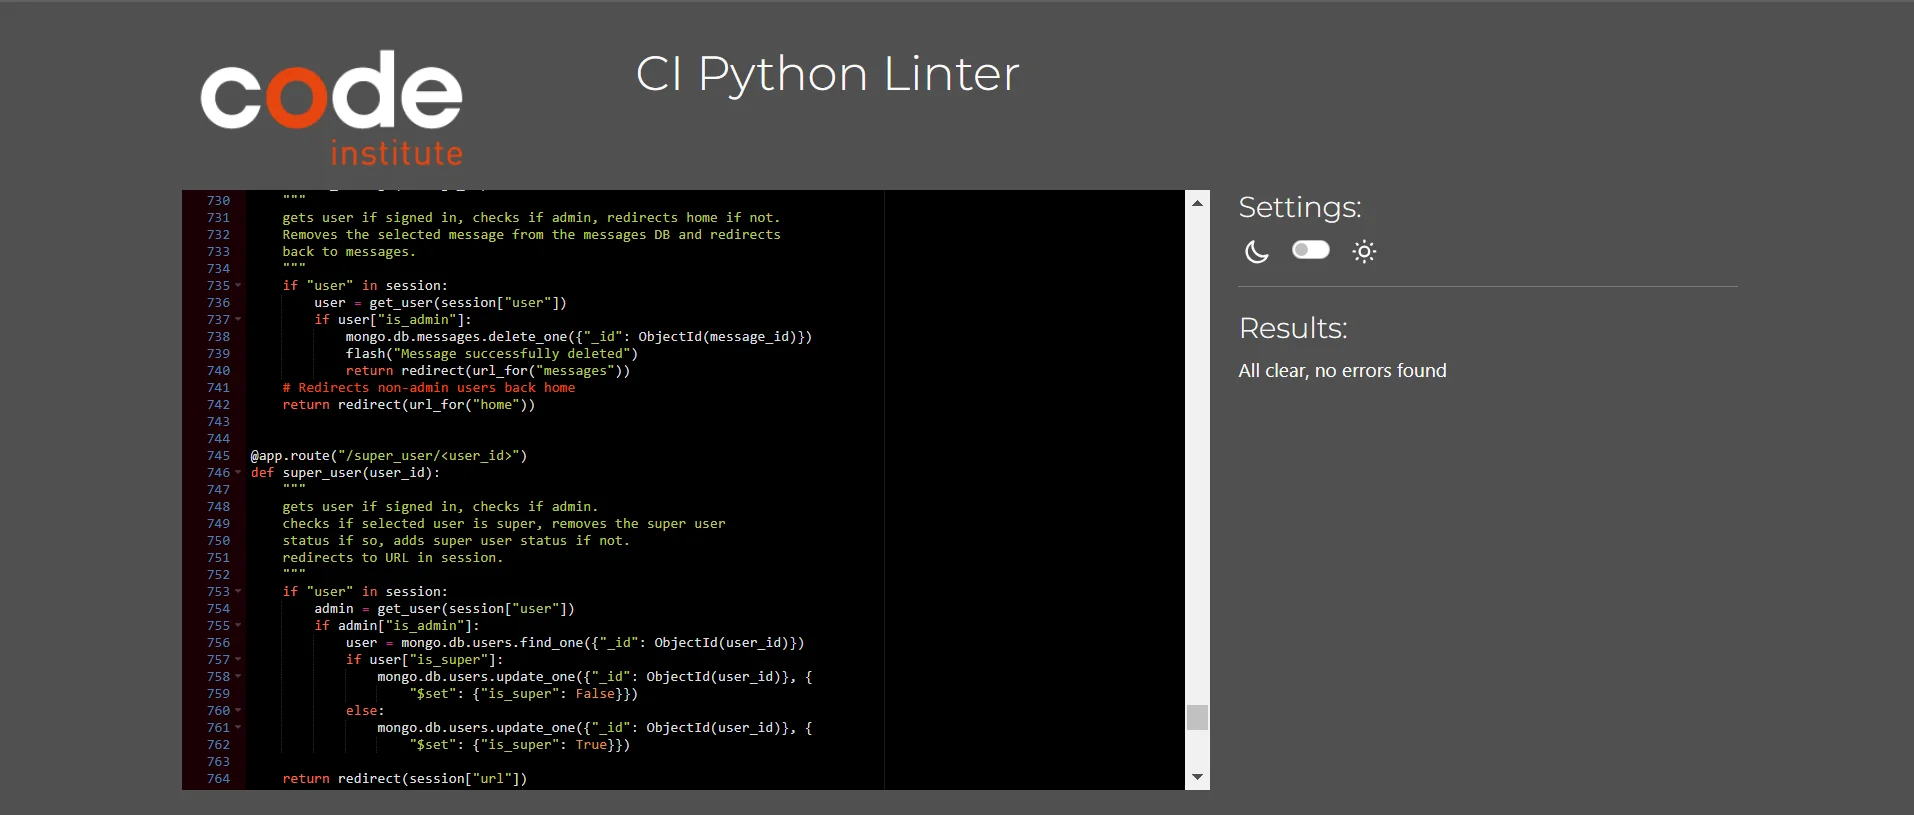 code
institute
CI Python Linter
730 """
731 gets user if signed in, checks if admin, redirects home if not.
732 Removes the selected message from the messages DB and redirects
733 back to messages.
734 """
735 if "user" in session:
736 user = get_user(session["user"])
737 if user["is_admin"]:
738 mongo.db.messages.delete_one({"_id": ObjectId(message_id)})
739 flash("Message successfully deleted")
740 return redirect(url_for("messages"))
741 # Redirects non-admin users back home
742 return redirect(url_for("home"))
743
744
745 @app.route("/super_user/<user_id>")
746 def super_user(user_id):
747 """
748 gets user if signed in, checks if admin.
749 checks if selected user is super, removes the super user
750 status if so, adds super user status if not.
751 redirects to URL in session.
752 """
753 if "user" in session:
754 admin = get_user(session["user"])
755 if admin["is_admin"]:
756 user = mongo.db.users.find_one({"_id": ObjectId(user_id)})
757 if user["is_super"]:
758 mongo.db.users.update_one({"_id": ObjectId(user_id)}, {
759 "$set": {"is_super": False}})
760 else:
761 mongo.db.users.update_one({"_id": ObjectId(user_id)}, {
762 "$set": {"is_super": True}})
763
764 return redirect(session["url"])
Settings:
Results:
All clear, no errors found